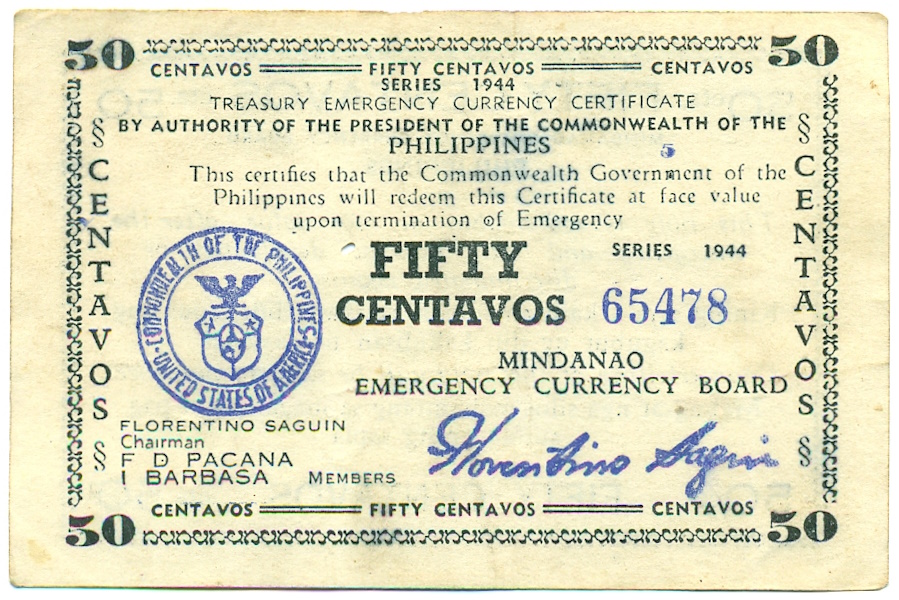 50 50
CENTAVOS FIFTY CENTAVOS CENTAVOS
SERIES 1944
TREASURY EMERGENCY CURRENCY CERTIFICATE
BY AUTHORITY OF THE PRESIDENT OF THE COMMONWEALTH OF THE
PHILIPPINES
5
This certifies that the Commonwealth Government of the
Philippines will redeem this Certificate at face value
upon termination of Emergency
§ CENTAVOS §
§ CENTAVOS §
COMMONWEALTH OF THE PHILIPPINES
UNITED STATES OF AMERICA
FIFTY
CENTAVOS
SERIES 1944
65478
MINDANAO
EMERGENCY CURRENCY BOARD
FLORENTINO SAGUIN
Chairman
F D PACANA
I BARBASA MEMBERS
Florentino Saguin
CENTAVOS FIFTY CENTAVOS CENTAVOS
50 50